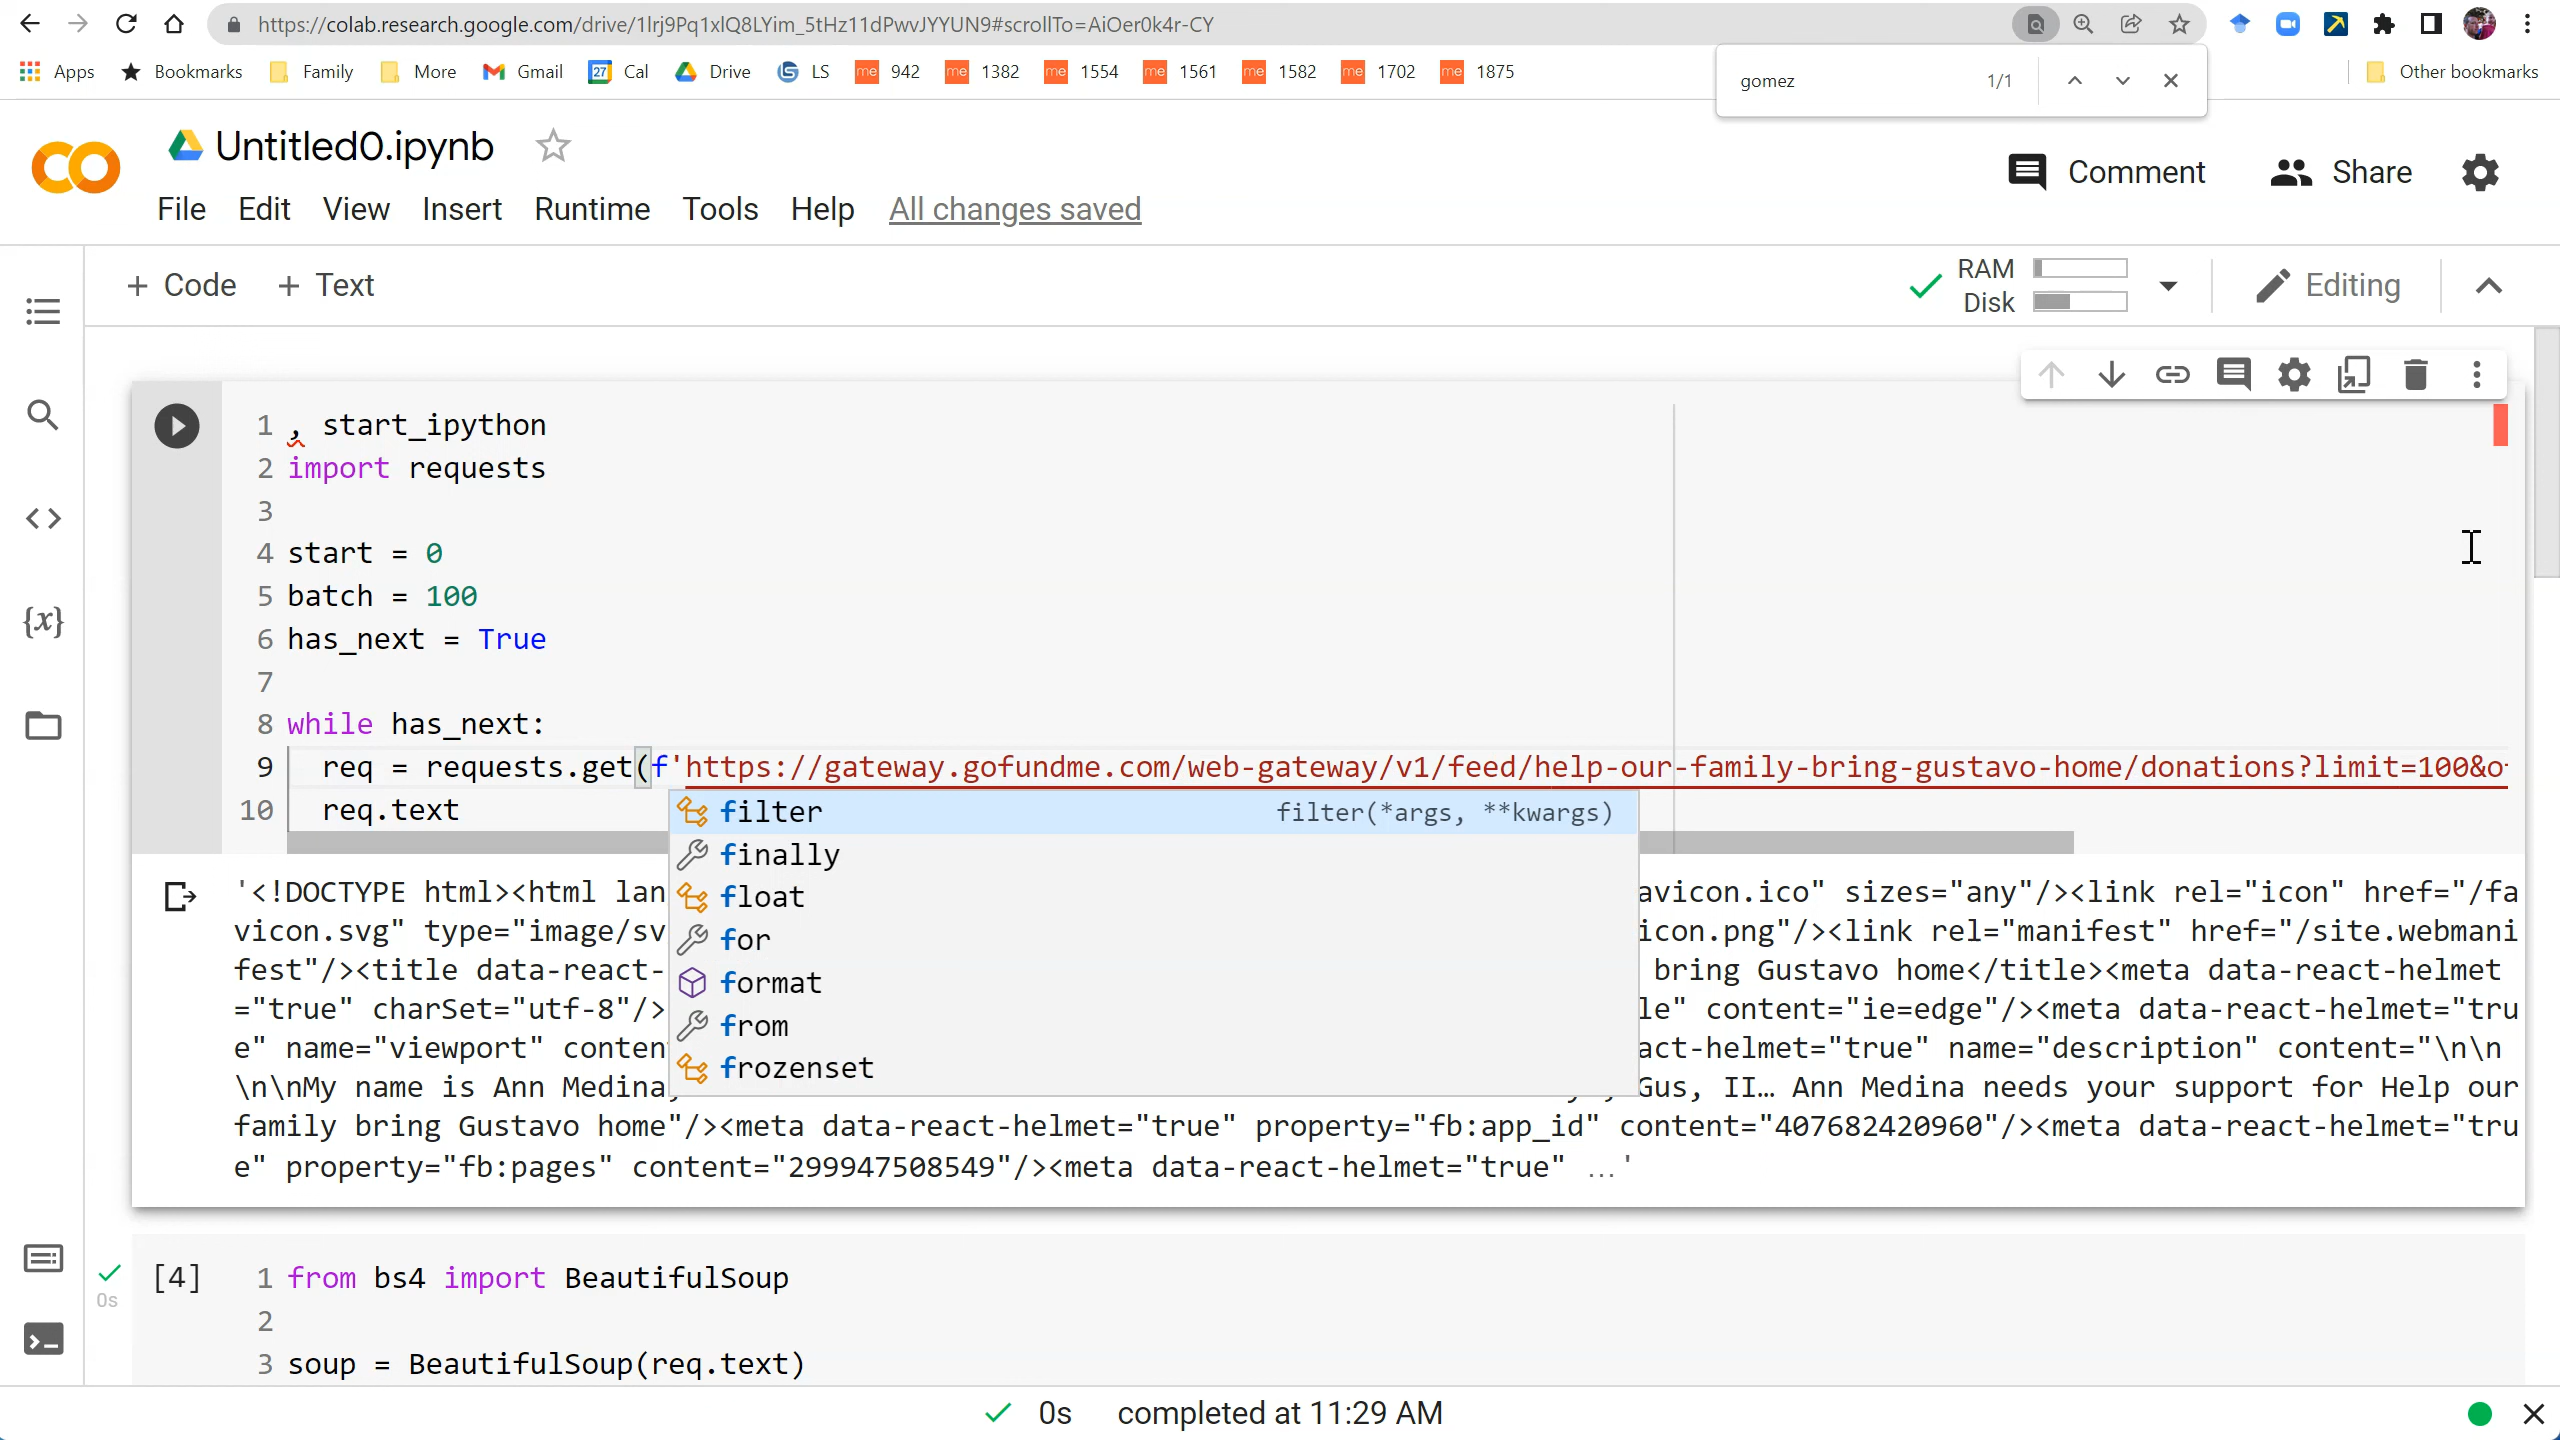 https://colab.research.google.com/drive/1lrj9Pq1xlQ8LYim_5tHz11dPwvJYYUN9#scrollTo=AiOer0k4r-CY
Apps Bookmarks Family More Gmail 27 Cal Drive LS me 942 me 1382 me 1554 me 1561 me 1582 me 1702 me 1875 Other bookmarks
gomez 1/1
Untitled0.ipynb
Comment Share
File Edit View Insert Runtime Tools Help All changes saved
+ Code + Text
RAM
Disk
Editing
1 , start_ipython
2 import requests
3
4 start = 0
5 batch = 100
6 has_next = True
7
8 while has_next:
9 req = requests.get(f'https://gateway.gofundme.com/web-gateway/v1/feed/help-our-family-bring-gustavo-home/donations?limit=100&o
10 req.text
filter filter(*args, **kwargs)
finally
float
for
format
from
frozenset
'<!DOCTYPE html><html lan avicon.ico" sizes="any"/><link rel="icon" href="/fa
vicon.svg" type="image/sv icon.png"/><link rel="manifest" href="/site.webmani
fest"/><title data-react- bring Gustavo home</title><meta data-react-helmet
="true" charSet="utf-8"/> le" content="ie=edge"/><meta data-react-helmet="tru
e" name="viewport" conten act-helmet="true" name="description" content="\n\n
\n\nMy name is Ann Medina, Gus, II… Ann Medina needs your support for Help our
family bring Gustavo home"/><meta data-react-helmet="true" property="fb:app_id" content="407682420960"/><meta data-react-helmet="tru
e" property="fb:pages" content="299947508549"/><meta data-react-helmet="true" ...'
[4] 1 from bs4 import BeautifulSoup
0s
2
3 soup = BeautifulSoup(req.text)
0s completed at 11:29 AM